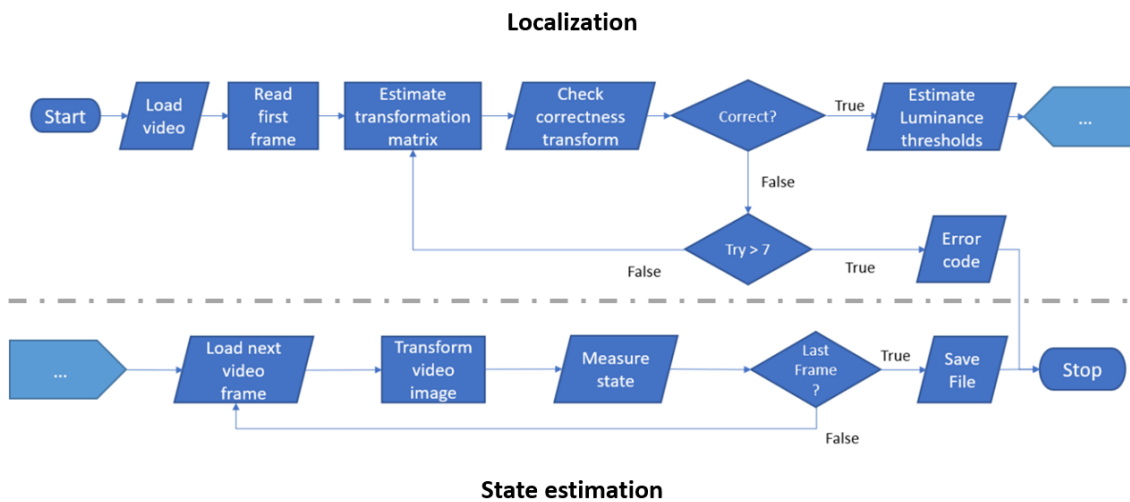 Localization
Start
Load
video
Read
first
frame
Estimate
transformation
matrix
Check
correctness
transform
Correct?
True
Estimate
Luminance
thresholds
...
False
Try > 7
False
True
Error
code
...
Load next
video
frame
Transform
video
image
Measure
state
Last
Frame
?
True
False
Save
File
Stop
State estimation